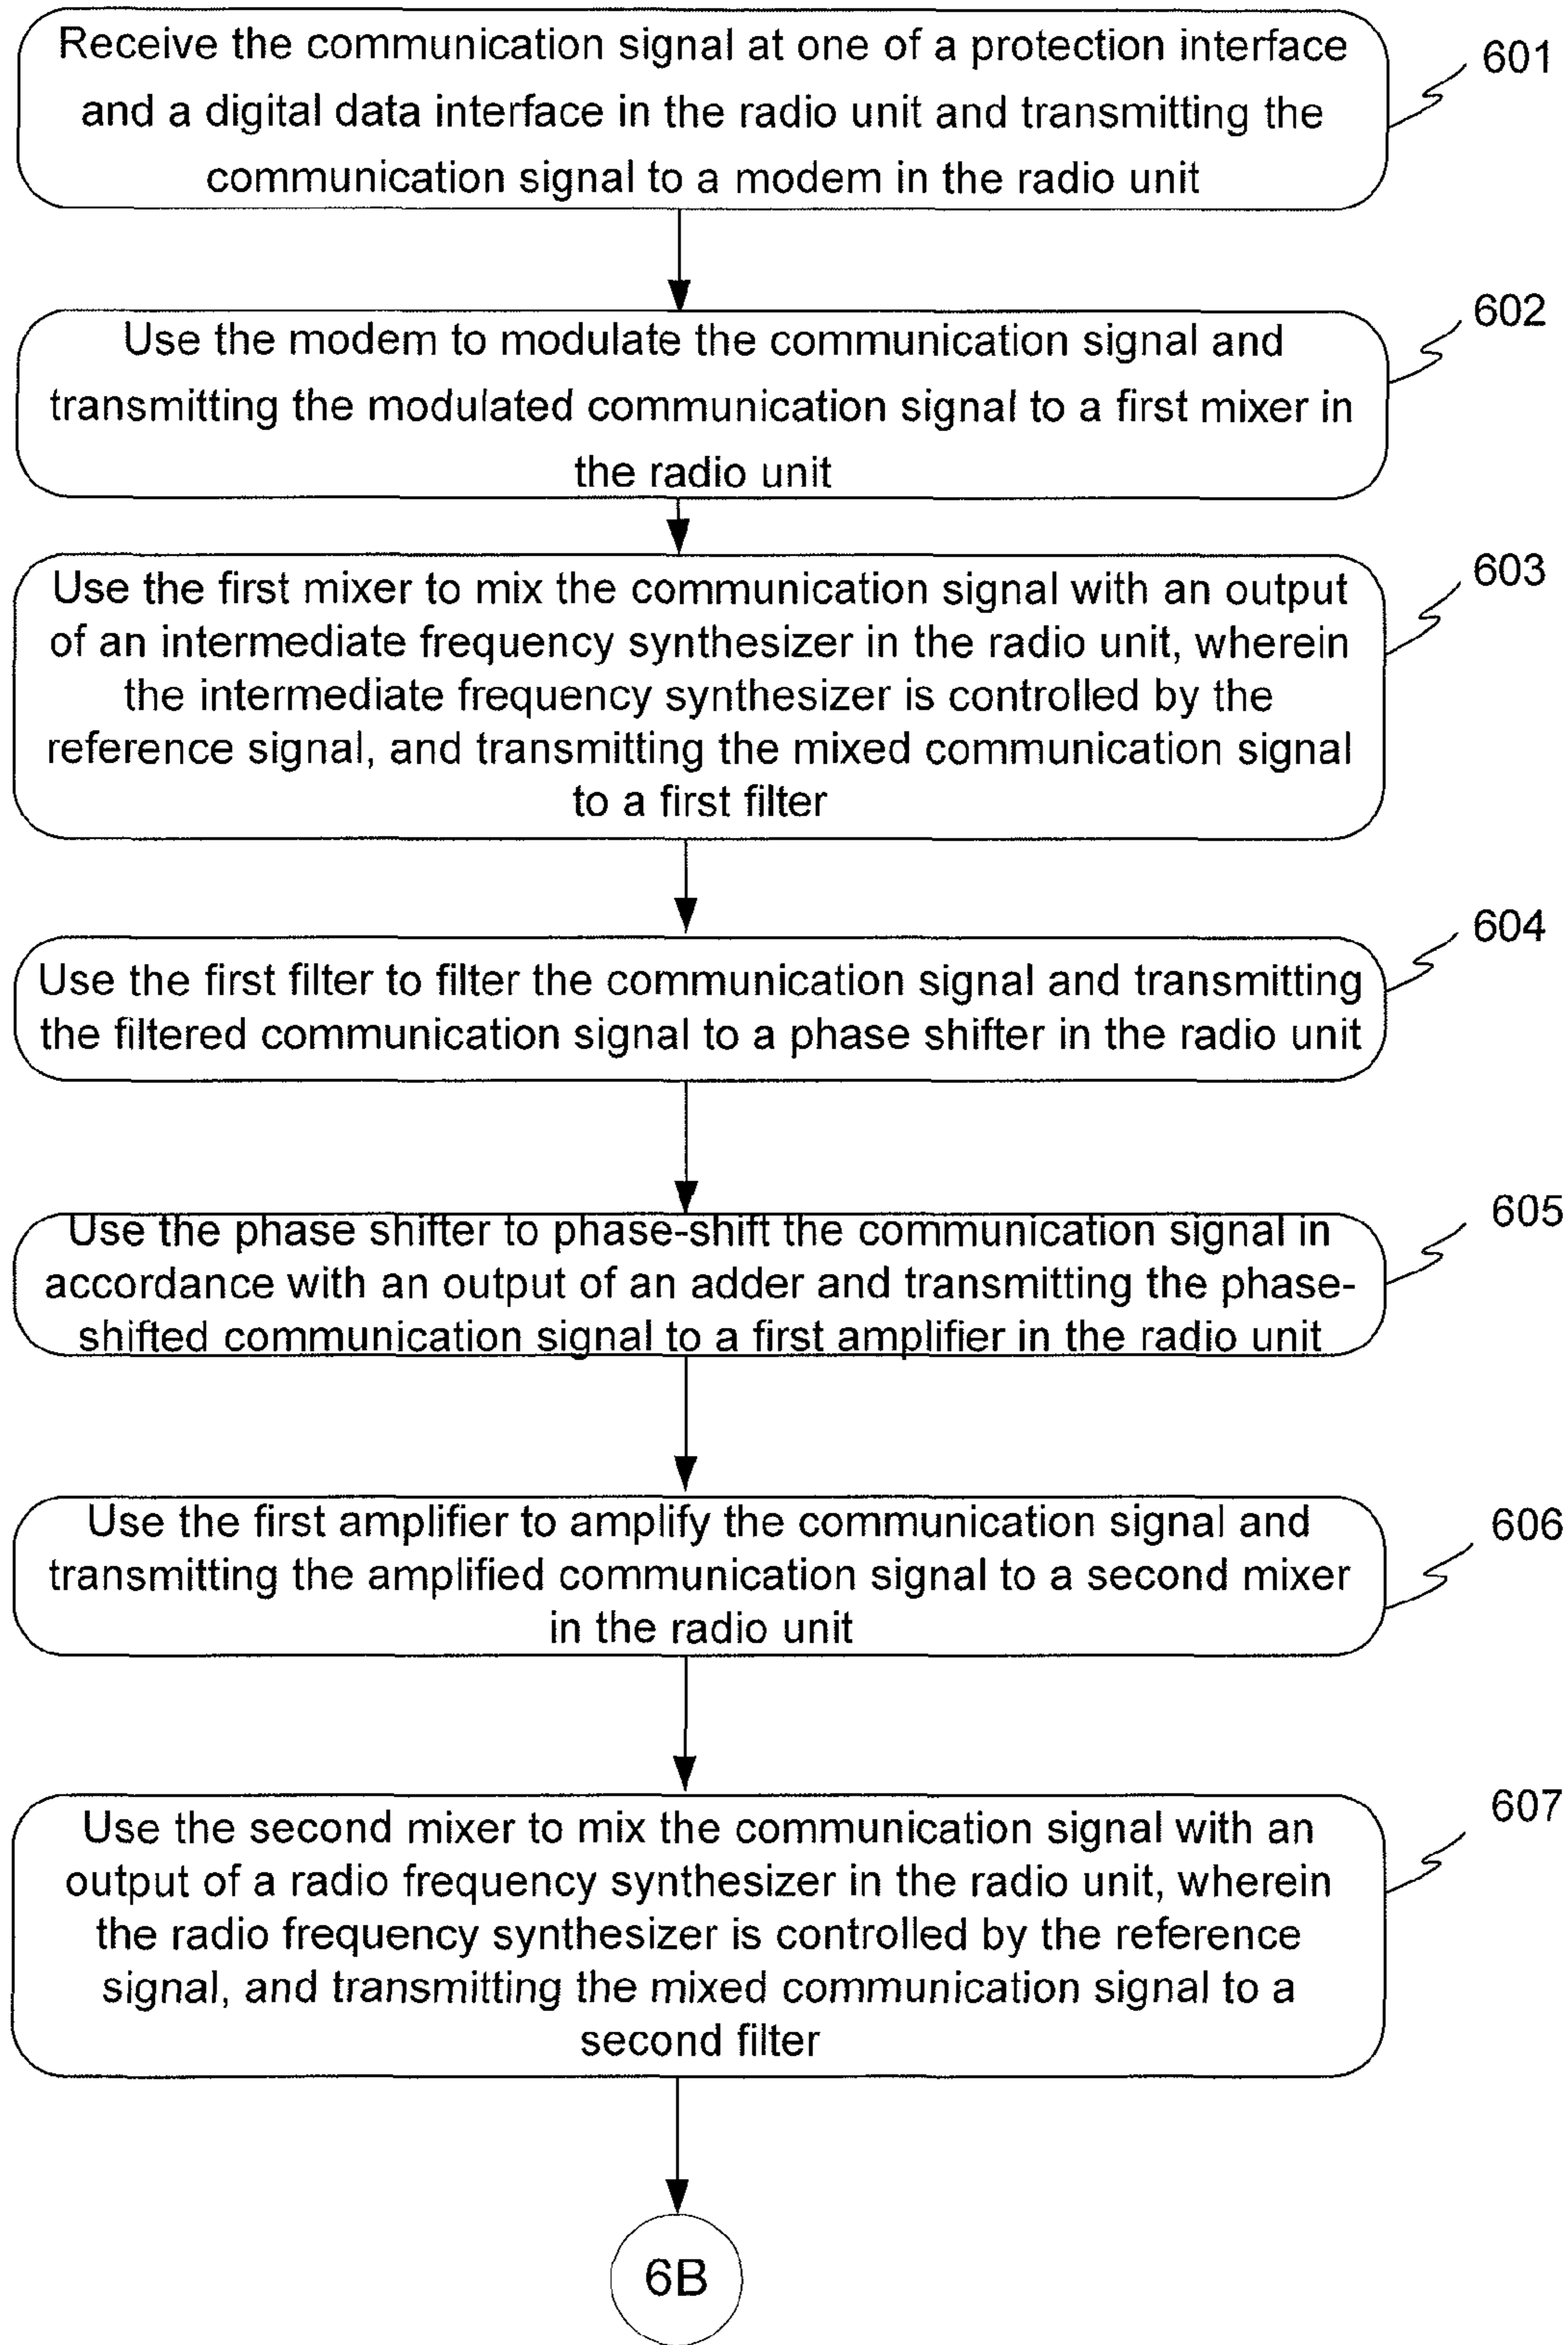 Receive the communication signal at one of a protection interface
and a digital data interface in the radio unit and transmitting the
communication signal to a modem in the radio unit
601
Use the modem to modulate the communication signal and
transmitting the modulated communication signal to a first mixer in
the radio unit
602
Use the first mixer to mix the communication signal with an output
of an intermediate frequency synthesizer in the radio unit, wherein
the intermediate frequency synthesizer is controlled by the
reference signal, and transmitting the mixed communication signal
to a first filter
603
Use the first filter to filter the communication signal and transmitting
the filtered communication signal to a phase shifter in the radio unit
604
Use the phase shifter to phase-shift the communication signal in
accordance with an output of an adder and transmitting the phase-
shifted communication signal to a first amplifier in the radio unit
605
Use the first amplifier to amplify the communication signal and
transmitting the amplified communication signal to a second mixer
in the radio unit
606
Use the second mixer to mix the communication signal with an
output of a radio frequency synthesizer in the radio unit, wherein
the radio frequency synthesizer is controlled by the reference
signal, and transmitting the mixed communication signal to a
second filter
607
6B